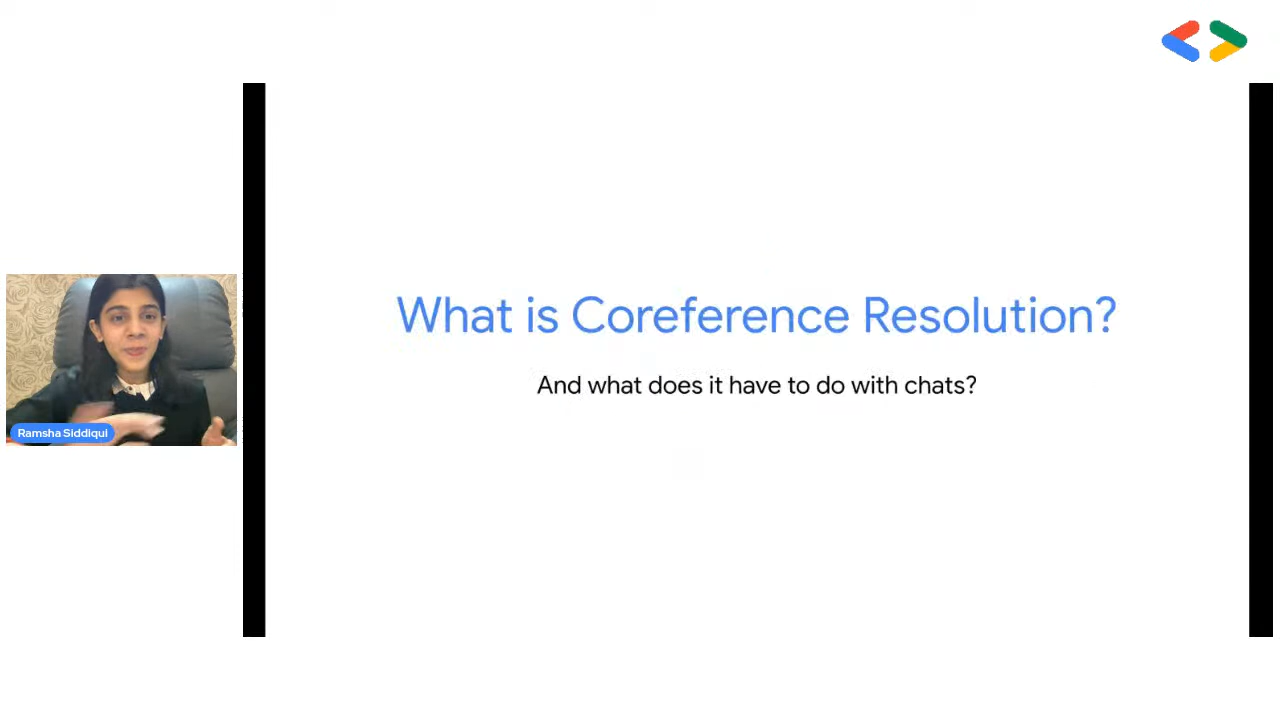 What is Coreference Resolution?
And what does it have to do with chats?
Ramsha Siddiqui